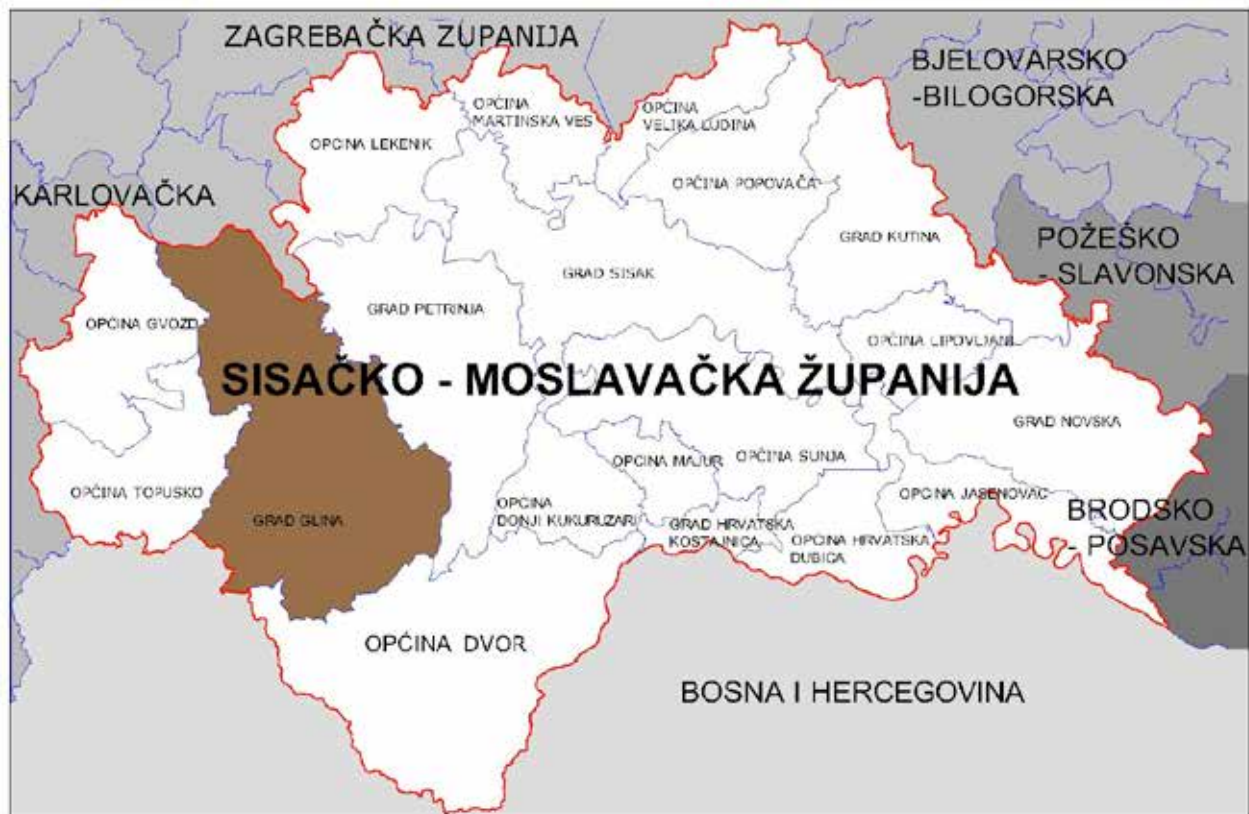 ZAGREBAČKA ŽUPANIJA
BJELOVARSKO
-BILOGORSKA
OPĆINA
MARTINSKA VES
OPĆINA
VELIKA LUDINA
OPĆINA LEKENIK
OPĆINA POPOVAČA
KARLOVAČKA
GRAD KUTINA
POŽEŠKO
- SLAVONSKA
GRAD SISAK
GRAD PETRINJA
OPĆINA GVOZD
OPĆINA LIPOVLJANI
SISAČKO - MOSLAVAČKA ŽUPANIJA
GRAD NOVSKA
OPĆINA MAJUR
OPĆINA SUNJA
OPĆINA TOPUSKO
OPĆINA
DONJI KUKURUZARI
OPĆINA JASENOVAC
GRAD GLINA
GRAD HRVATSKA
KOSTAJNICA
OPĆINA HRVATSKA
DUBICA
BRODSKO
- POSAVSKA
OPĆINA DVOR
BOSNA I HERCEGOVINA